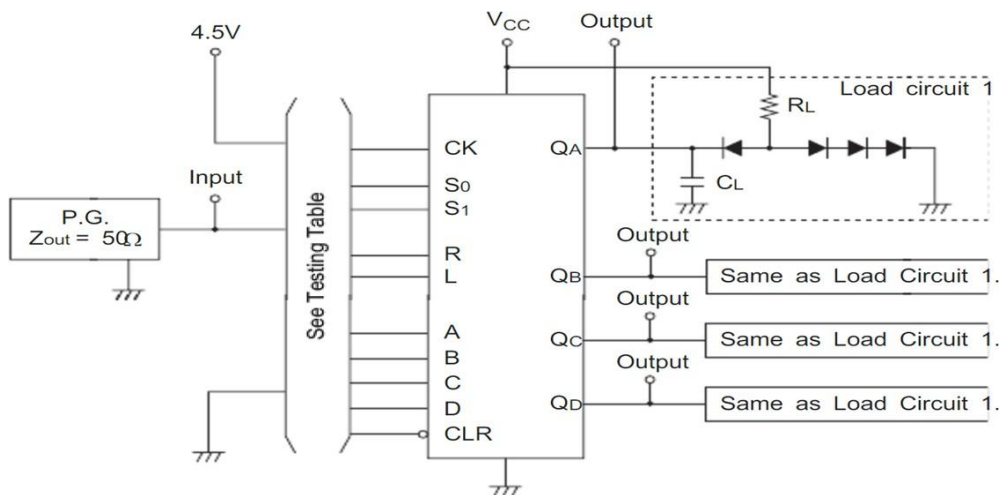 4.5V
VCC
Output
Load circuit 1
RL
CK
QA
CL
S0
S1
Input
P.G.
Zout = 50Ω
See Testing Table
R
L
Output
QB
Same as Load Circuit 1.
Output
A
QC
Same as Load Circuit 1.
B
Output
C
D
QD
Same as Load Circuit 1.
CLR